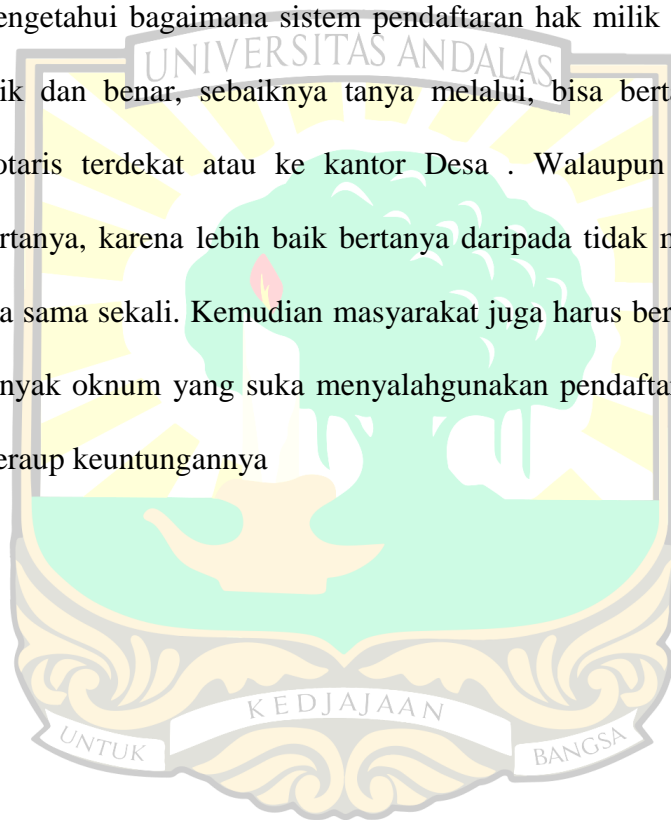 engetahui bagaimana sistem pendaftaran hak milik
UNIVERSITAS ANDALAS
ik dan benar, sebaiknya tanya melalui, bisa berta
otaris terdekat atau ke kantor Desa . Walaupun
rtanya, karena lebih baik bertanya daripada tidak m
a sama sekali. Kemudian masyarakat juga harus ber
nyak oknum yang suka menyalahgunakan pendaftar
eraup keuntungannya
KEDJAJAAN
UNTUK
BANGSA